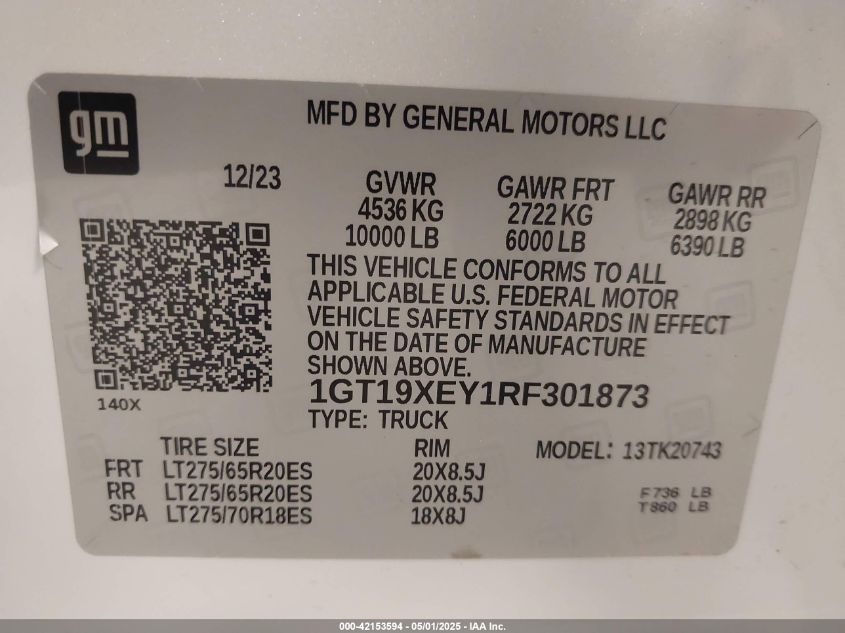 gm
MFD BY GENERAL MOTORS LLC
12/23
GVWR
4536 KG
10000 LB
GAWR FRT
2722 KG
6000 LB
GAWR RR
2898 KG
6390 LB
THIS VEHICLE CONFORMS TO ALL
APPLICABLE U.S. FEDERAL MOTOR
VEHICLE SAFETY STANDARDS IN EFFECT
ON THE DATE OF MANUFACTURE
SHOWN ABOVE.
1GT19XEY1RF301873
TYPE: TRUCK
140X
TIRE SIZE RIM MODEL: 13TK20743
FRT LT275/65R20ES 20X8.5J
RR LT275/65R20ES 20X8.5J
SPA LT275/70R18ES 18X8J
F736 LB
T860 LB
000-42153594 - 05/01/2025 - IAA Inc.